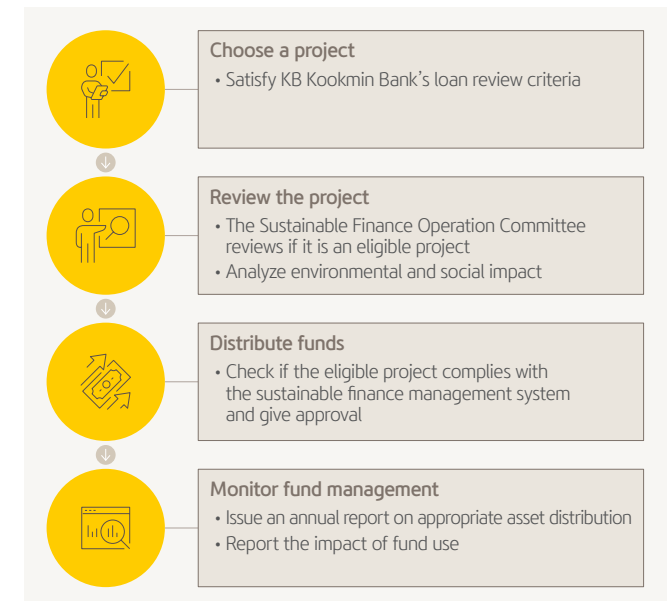 Choose a project
• Satisfy KB Kookmin Bank's loan review criteria
Review the project
• The Sustainable Finance Operation Committee
reviews if it is an eligible project
• Analyze environmental and social impact
Distribute funds
• Check if the eligible project complies with
the sustainable finance management system
and give approval
Monitor fund management
• Issue an annual report on appropriate asset distribution
• Report the impact of fund use